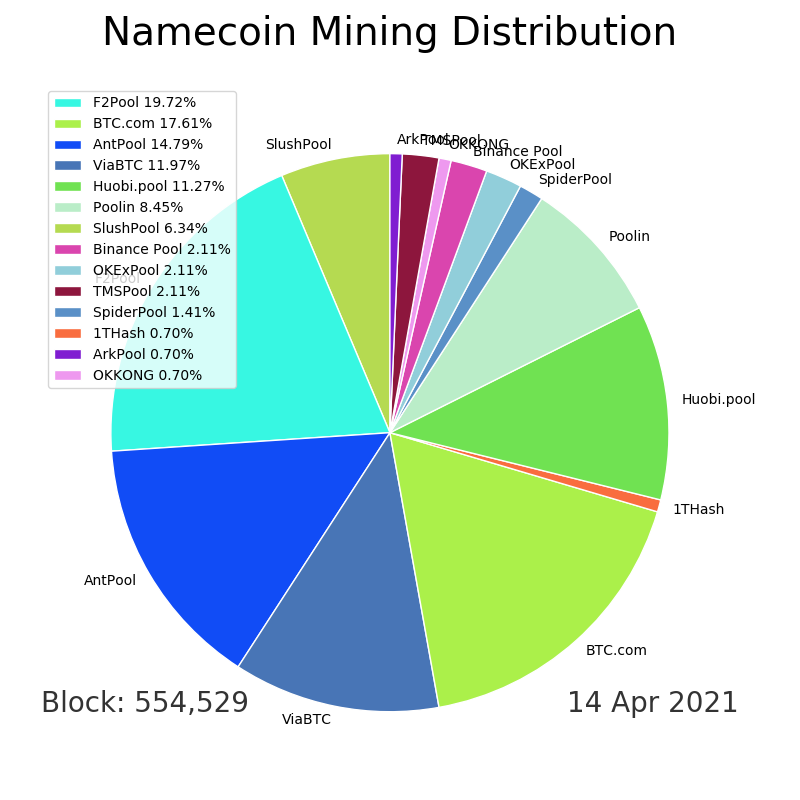 Namecoin Mining Distribution
F2Pool 19.72%
BTC.com 17.61%
AntPool 14.79%
ViaBTC 11.97%
Huobi.pool 11.27%
Poolin 8.45%
SlushPool 6.34%
Binance Pool 2.11%
OKExPool 2.11%
TMSPool 2.11%
SpiderPool 1.41%
1THash 0.70%
ArkPool 0.70%
OKKONG 0.70%
SlushPool
ArkPool
TMSPool
OKKONG
Binance Pool
OKExPool
SpiderPool
Poolin
F2Pool
Huobi.pool
1THash
AntPool
BTC.com
ViaBTC
Block: 554,529
14 Apr 2021